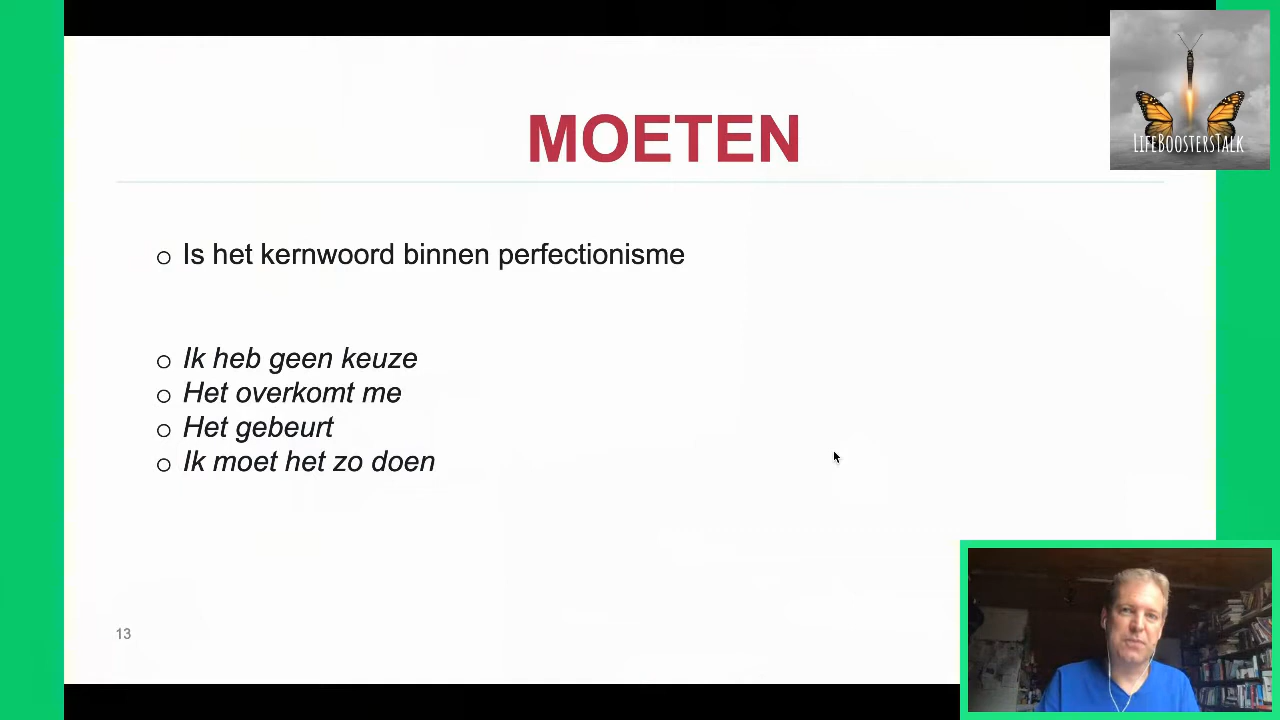 LifeBoostersTalk
MOETEN
Is het kernwoord binnen perfectionisme
Ik heb geen keuze
Het overkomt me
Het gebeurt
Ik moet het zo doen
13